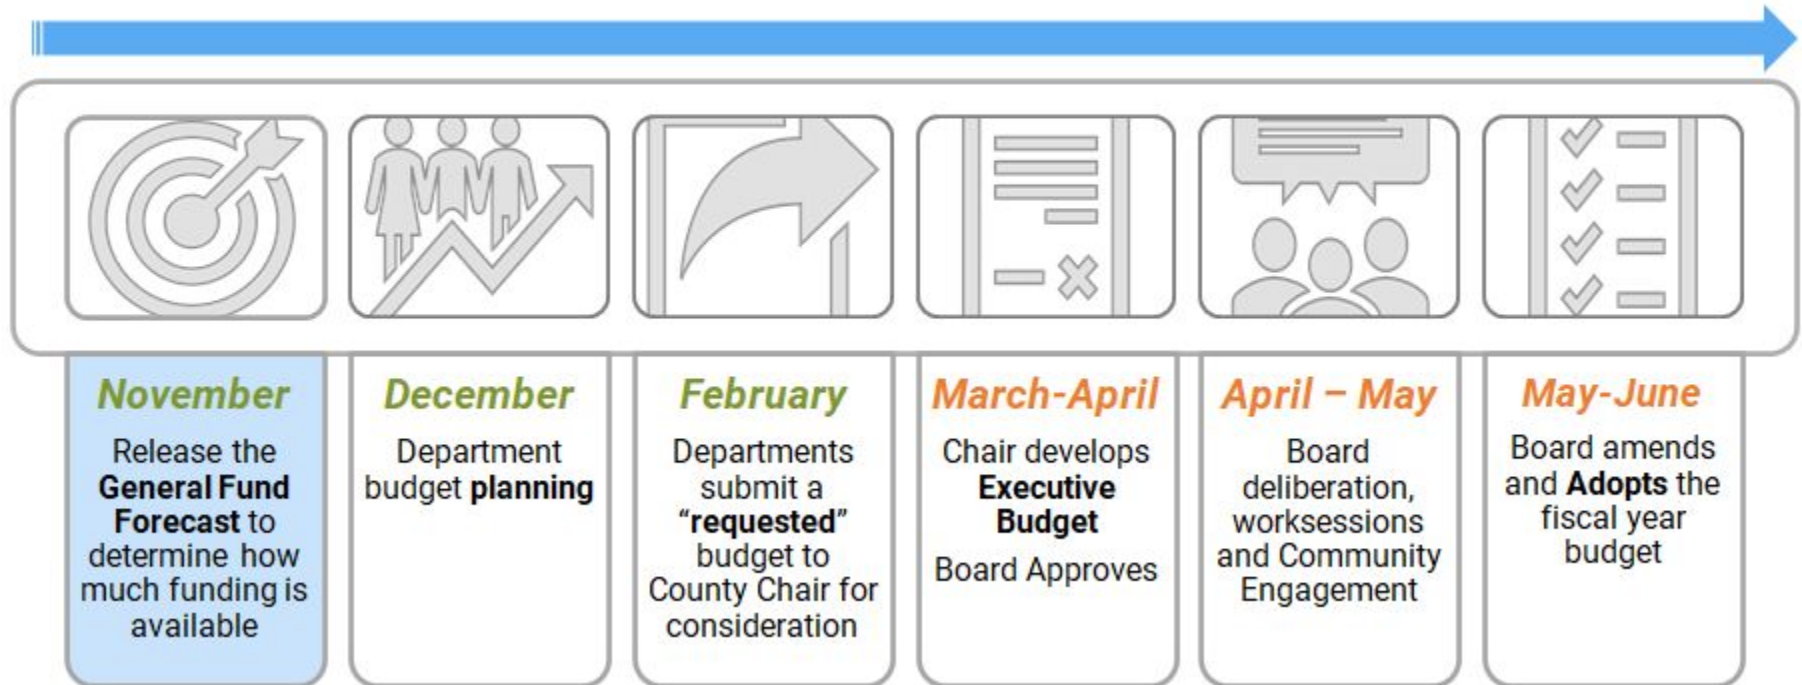 November
Release the
General Fund
Forecast to
determine how
much funding is
available
December
Department
budget planning
February
Departments
submit a
“requested”
budget to
County Chair for
consideration
March-April
Chair develops
Executive
Budget
Board Approves
April – May
Board
deliberation,
worksessions
and Community
Engagement
May-June
Board amends
and Adopts the
fiscal year
budget